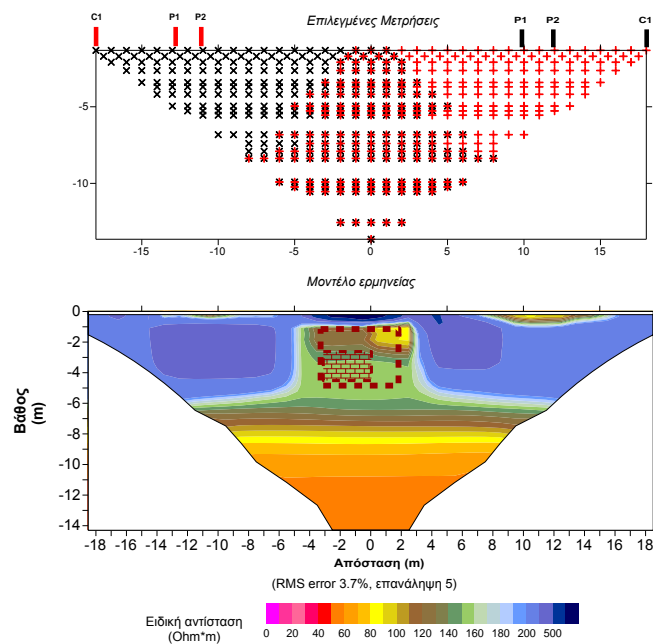 Επιλεγμένες Μετρήσεις
C1 P1 P2 P1 P2 C1
-5
-10
-15 -10 -5 0 5 10 15
Μοντέλο ερμηνείας
0
-2
-4
-6
-8
-10
-12
-14
Βάθος
(m)
-18 -16 -14 -12 -10 -8 -6 -4 -2 0 2 4 6 8 10 12 14 16 18
Απόσταση (m)
(RMS error 3.7%, επανάληψη 5)
Ειδική αντίσταση
(Ohm*m)
0 10 20 30 40 50 60 80 100 120 140 160 180 200 500